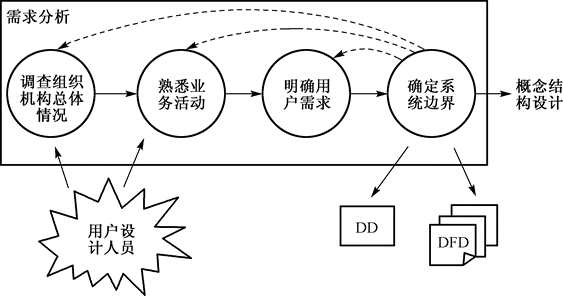 需求分析
调查组织
机构总体
情况
熟悉业
务活动
明确用
户需求
确定系
统边界
概念结
构设计
用户设
计人员
DD
DFD